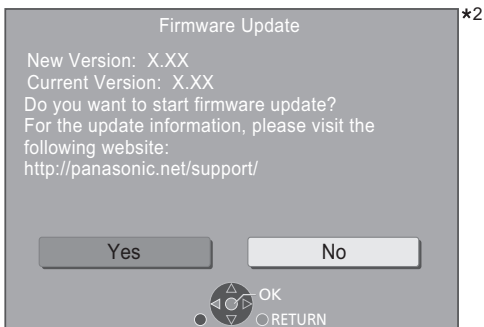 Firmware Update
*2
New Version: X.XX
Current Version: X.XX
Do you want to start firmware update?
For the update information, please visit the
following website:
http://panasonic.net/support/
Yes No
OK
RETURN